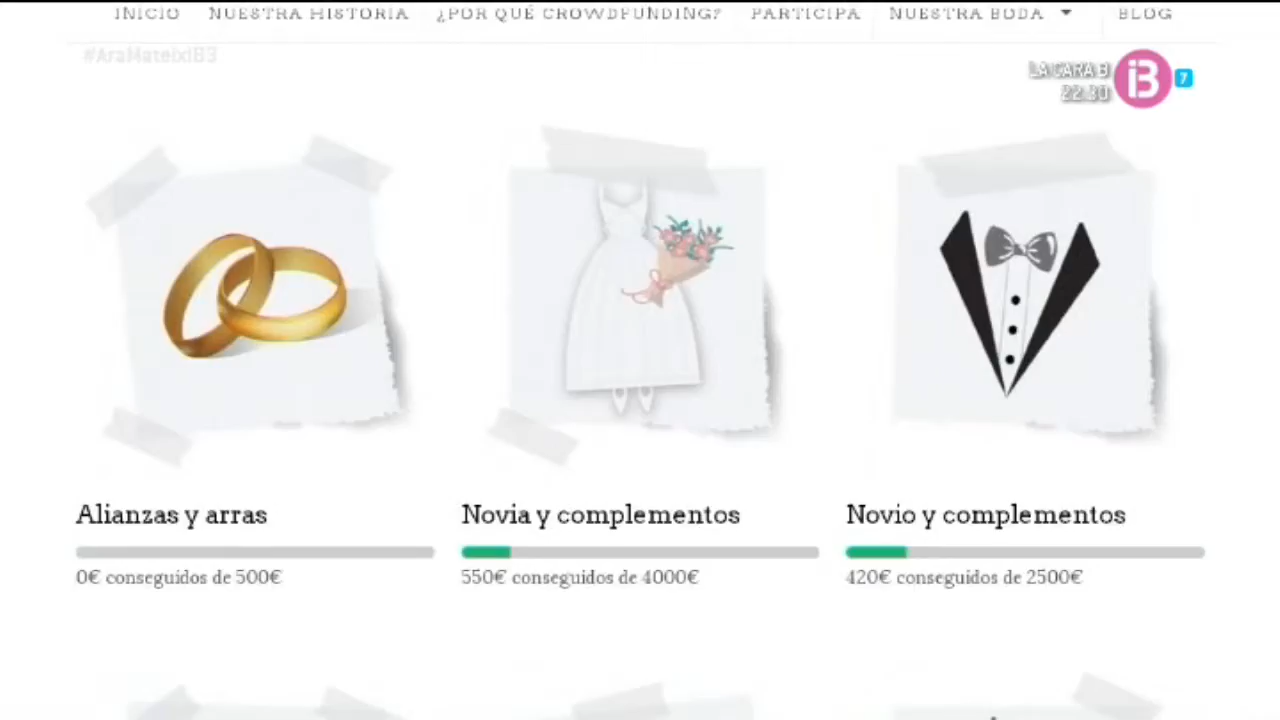 INICIO NUESTRA HISTORIA ¿POR QUÉ CROWDFUNDING? PARTICIPA NUESTRA BODA BLOG
#AraMateixIB3
LA CARA B
22.30
iB3 7
Alianzas y arras Novia y complementos Novio y complementos
0€ conseguidos de 500€ 550€ conseguidos de 4000€ 420€ conseguidos de 2500€